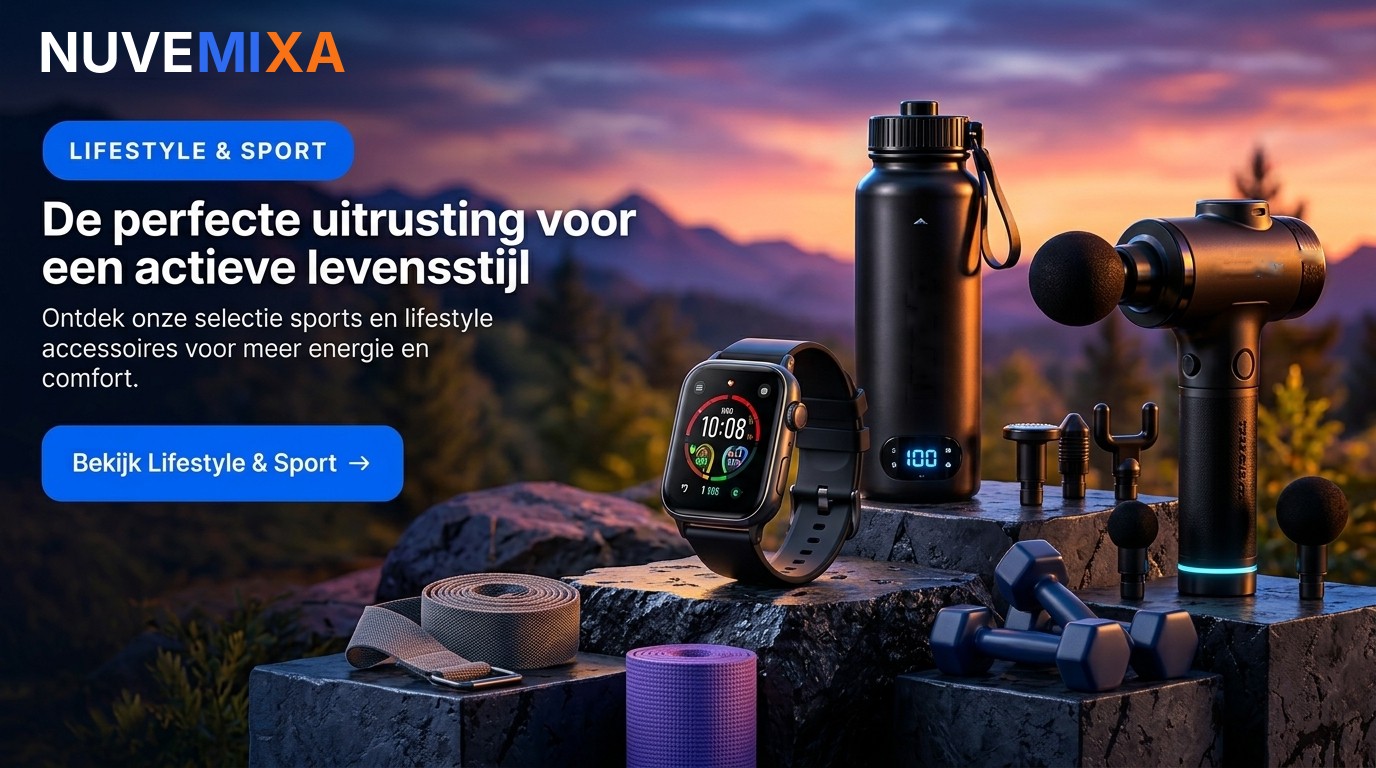 NUVEMIXA
LIFESTYLE & SPORT
De perfecte uitrusting voor
een actieve levensstijl
Ontdek onze selectie sports en lifestyle
accessoires voor meer energie en
comfort.
Bekijk Lifestyle & Sport →
10:08
100